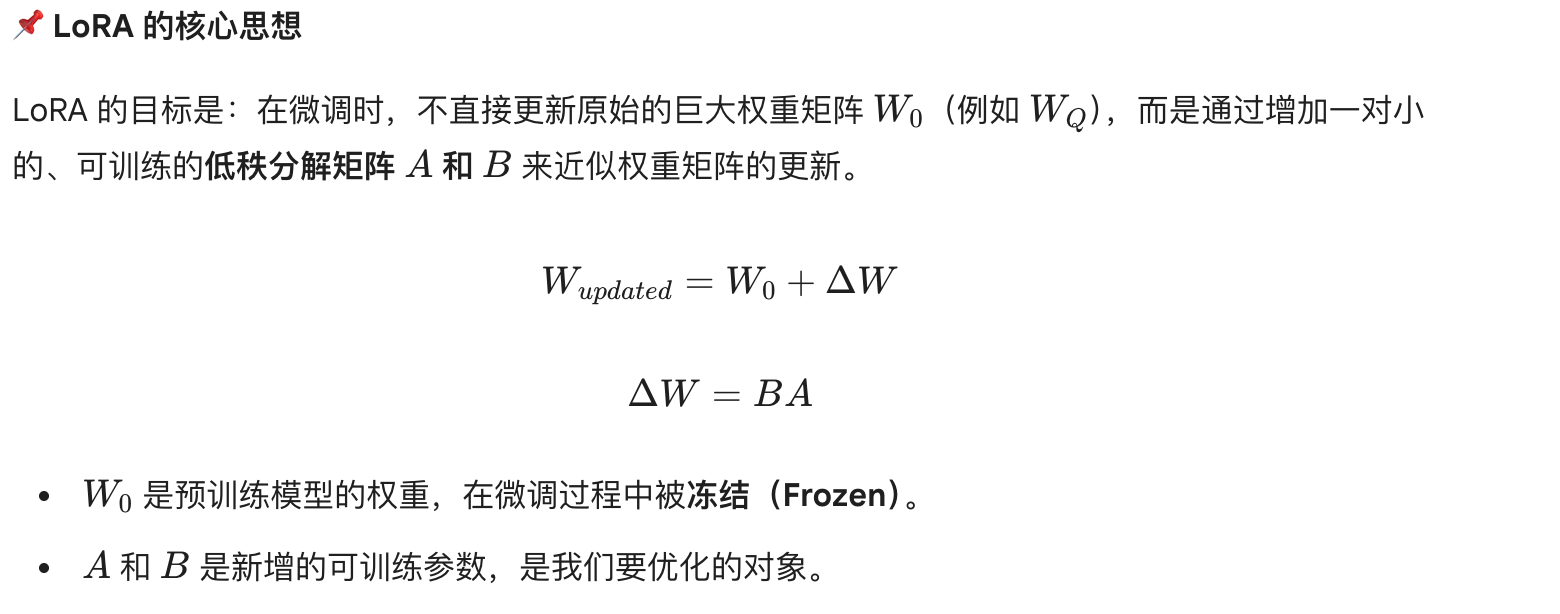 📌 LoRA 的核心思想
LoRA 的目标是：在微调时，不直接更新原始的巨大权重矩阵 W₀（例如 W_Q），而是通过增加一对小
的、可训练的低秩分解矩阵 A 和 B 来近似权重矩阵的更新。
W_{updated} = W₀ + ΔW
ΔW = BA
• W₀ 是预训练模型的权重，在微调过程中被冻结（Frozen）。
• A 和 B 是新增的可训练参数，是我们要优化的对象。